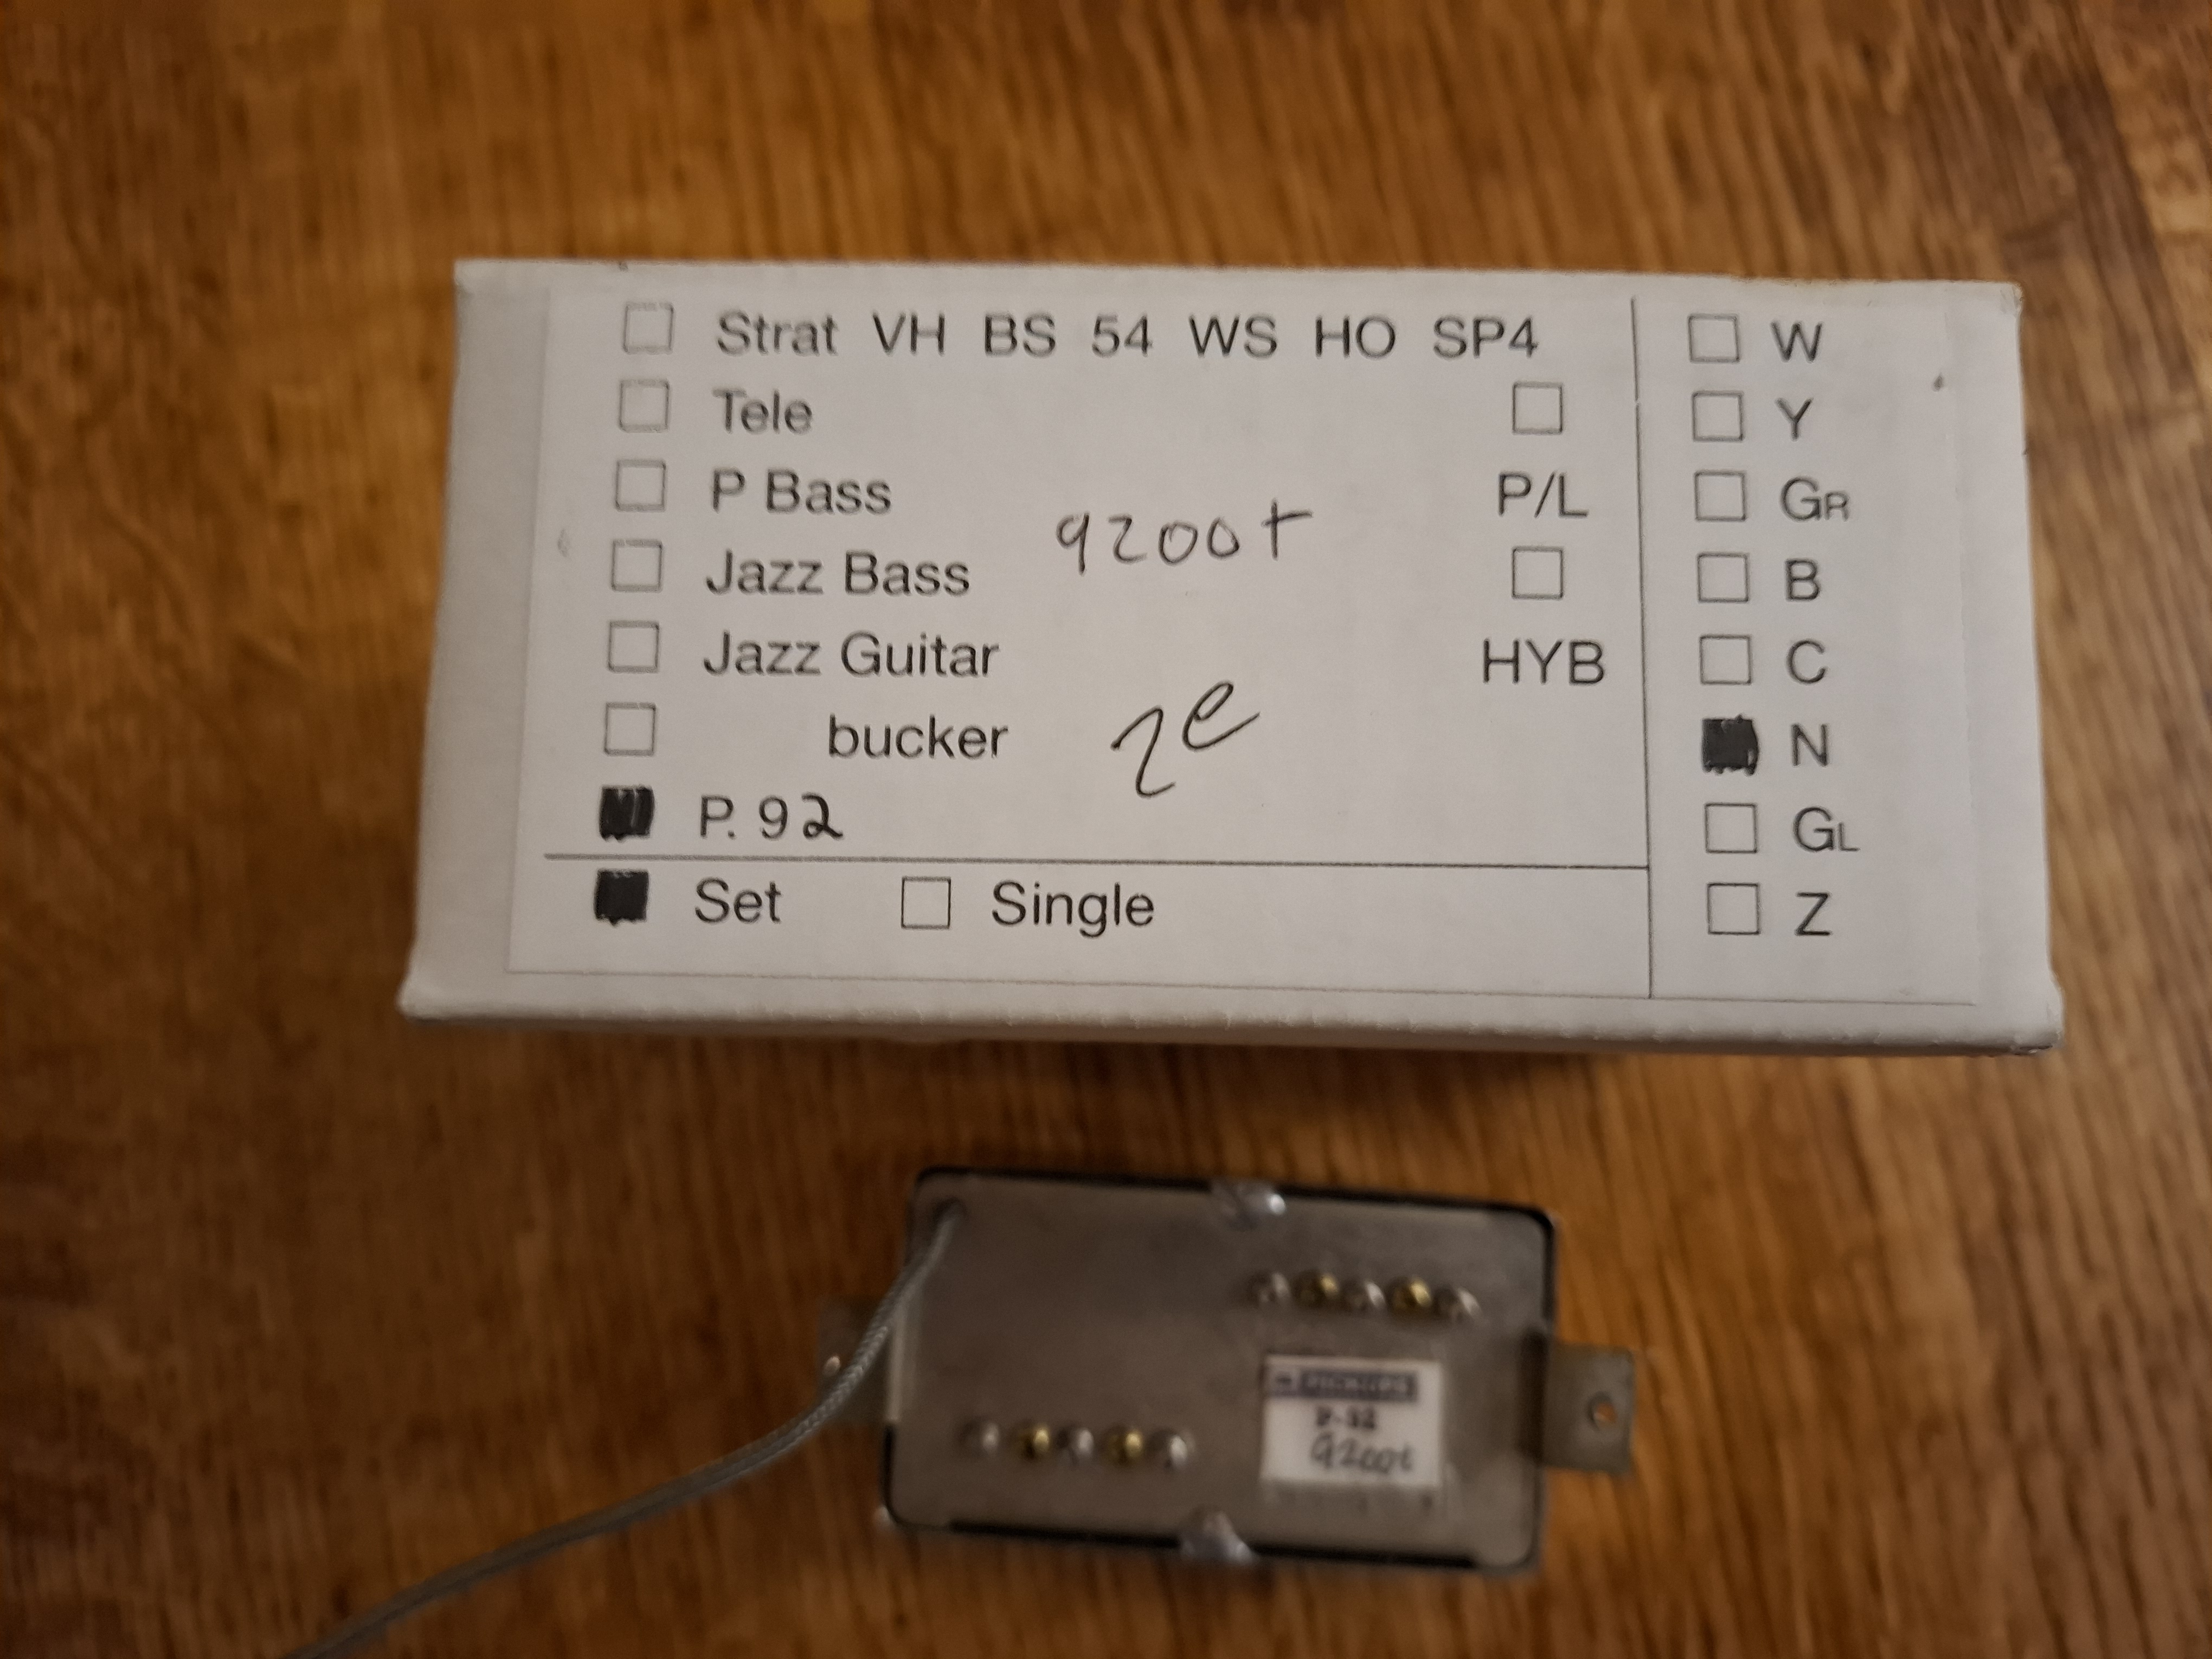 Strat VH BS 54 WS HO SP4
Tele
P Bass
P/L
9200t
Jazz Bass
Jazz Guitar
HYB
bucker
P. 92
Set Single
W
Y
GR
B
C
N
GL
Z
9200t